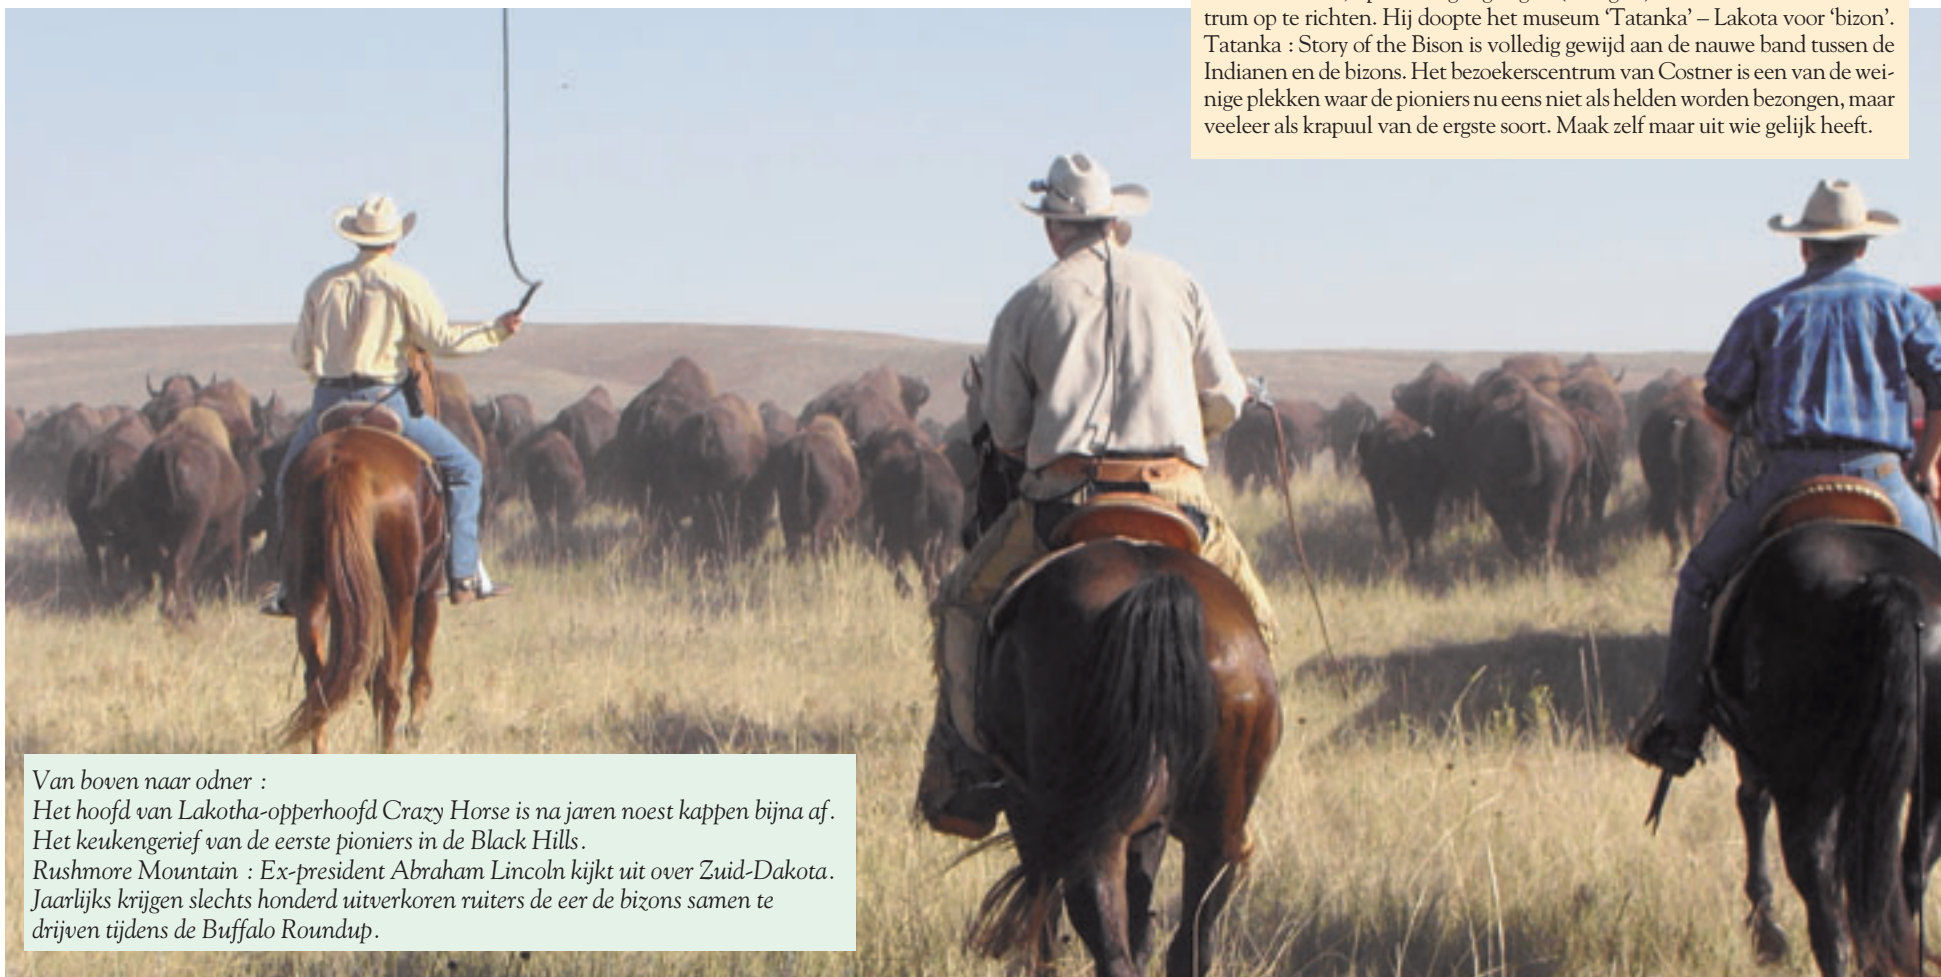 trum op te richten. Hij doopte het museum ‘Tatanka’ – Lakota voor ‘bizon’.
Tatanka : Story of the Bison is volledig gewijd aan de nauwe band tussen de
Indianen en de bizons. Het bezoekerscentrum van Costner is een van de wei-
nige plekken waar de pioniers nu eens niet als helden worden bezongen, maar
veeleer als krapuul van de ergste soort. Maak zelf maar uit wie gelijk heeft.
Van boven naar odner :
Het hoofd van Lakotha-opperhoofd Crazy Horse is na jaren noest kappen bijna af.
Het keukengerief van de eerste pioniers in de Black Hills.
Rushmore Mountain : Ex-president Abraham Lincoln kijkt uit over Zuid-Dakota.
Jaarlijks krijgen slechts honderd uitverkoren ruiters de eer de bizons samen te
drijven tijdens de Buffalo Roundup.